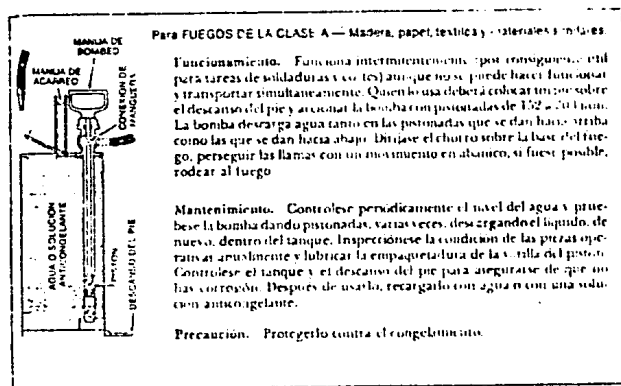 Para FUEGOS DE LA CLASE A — Madera, papel, textiles y materiales similares.
MANIJA DE
BOMBEO
MANIJA DE
ACARREO
CONEXION DE
MANGUERA
AGUA O SOLUCION
ANTICONGELANTE
PISTON
DESCANSO DEL PIE
Funcionamiento. Funciona intermitentemente (por consiguiente útil
para tareas de soldaduras y cortes) aunque no se puede hacer funcionar
y transportar simultáneamente. Quien lo usa deberá colocar un pie sobre
el descanso del pie y accionar la bomba con pistonadas de 152 a
La bomba descarga agua tanto en las pistonadas que se dan hacia arriba
como las que se dan hacia abajo. Diríjase el chorro sobre la base del fue-
go, perseguir las llamas con un movimiento en abanico, si fuese posible,
rodear al fuego
Mantenimiento. Contrólese periódicamente el nivel del agua y prué-
bese la bomba dando pistonadas, varias veces, descargando el líquido, de
nuevo, dentro del tanque. Inspecciónese la condición de las piezas ope-
rativas anualmente y lubricar la empaquetadura de la varilla del pistón.
Contrólese el tanque y el descanso del pie para asegurarse de que no
hay corrosión. Después de usarlo, recargarlo con agua o con una solu-
ción anticongelante.
Precaución. Protegerlo contra el congelamiento.